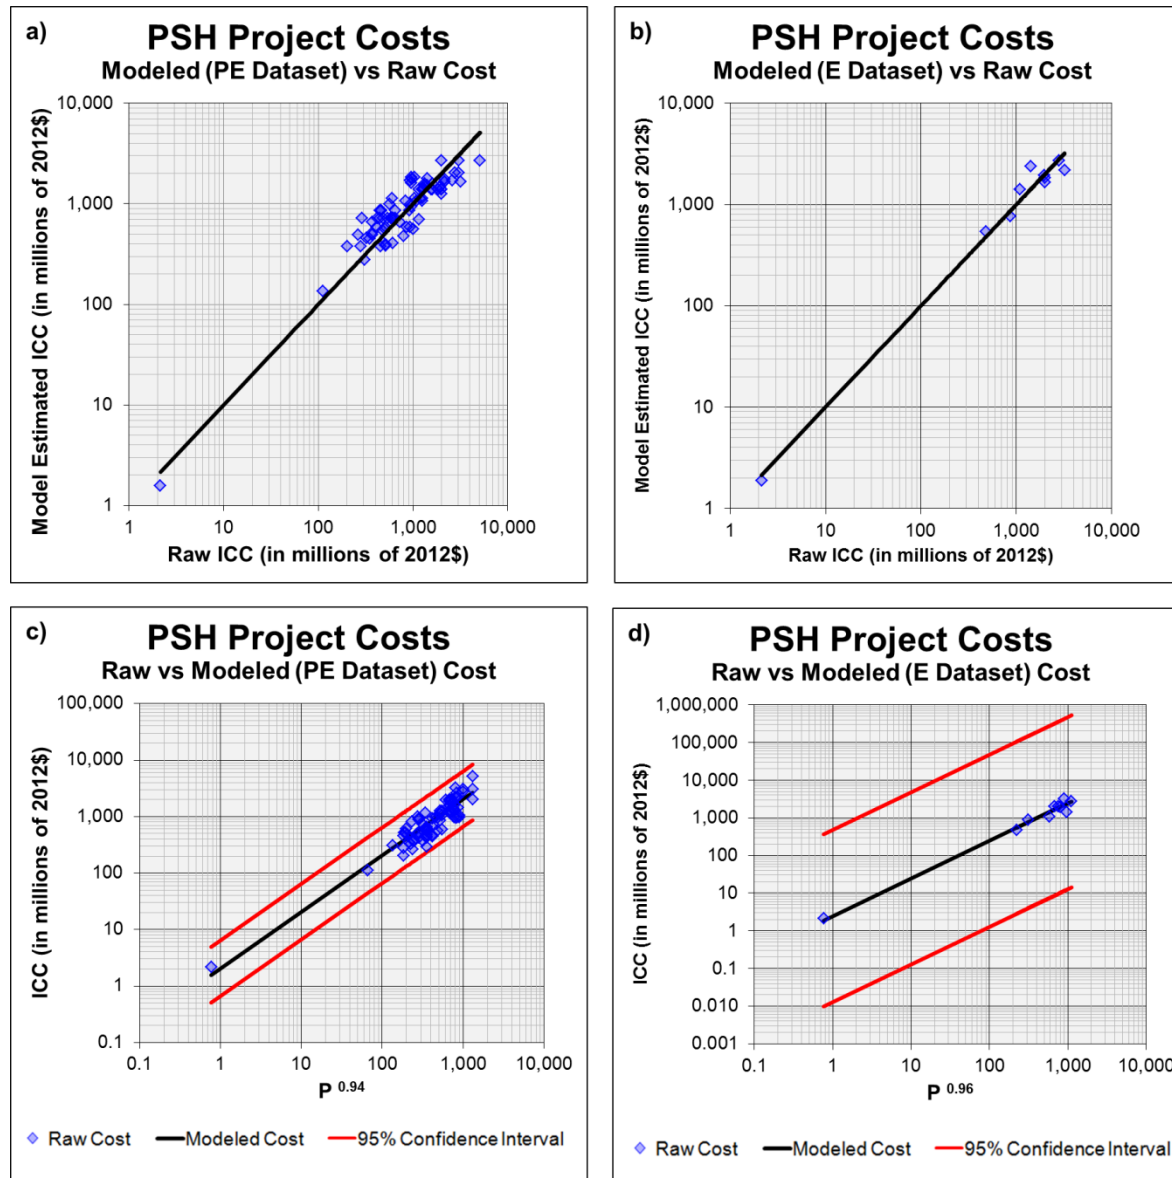 a)
PSH Project Costs
Modeled (PE Dataset) vs Raw Cost
Model Estimated ICC (in millions of 2012$)
10,000
1,000
100
10
1
1 10 100 1,000 10,000
Raw ICC (in millions of 2012$)
b)
PSH Project Costs
Modeled (E Dataset) vs Raw Cost
Model Estimated ICC (in millions of 2012$)
10,000
1,000
100
10
1
1 10 100 1,000 10,000
Raw ICC (in millions of 2012$)
c)
PSH Project Costs
Raw vs Modeled (PE Dataset) Cost
ICC (in millions of 2012$)
100,000
10,000
1,000
100
10
1
0.1
0.1 1 10 100 1,000 10,000
P 0.94
Raw Cost Modeled Cost 95% Confidence Interval
d)
PSH Project Costs
Raw vs Modeled (E Dataset) Cost
ICC (in millions of 2012$)
1,000,000
100,000
10,000
1,000
100
10
1
0.1
0.010
0.001
0.1 1 10 100 1,000 10,000
P 0.96
Raw Cost Modeled Cost 95% Confidence Interval